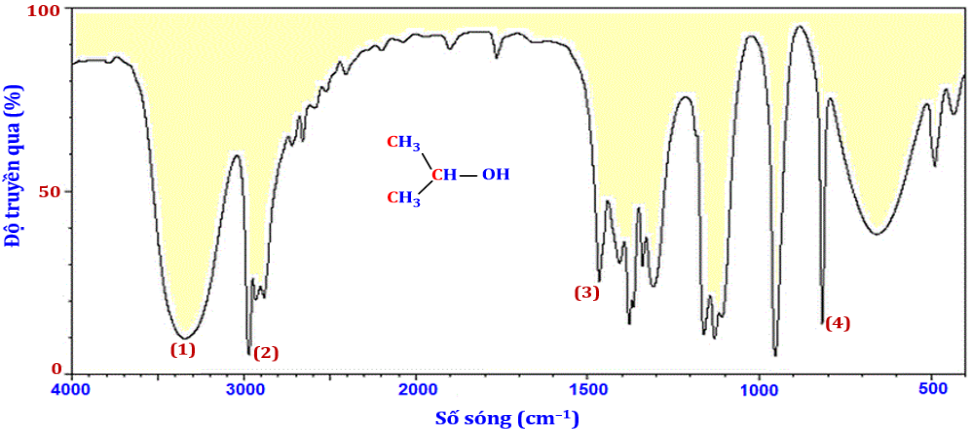 100
Độ truyền qua (%)
50
0
CH₃
CH — OH
CH₃
(1)
(2)
(3)
(4)
4000 3000 2000 1500 1000 500
Số sóng (cm⁻¹)